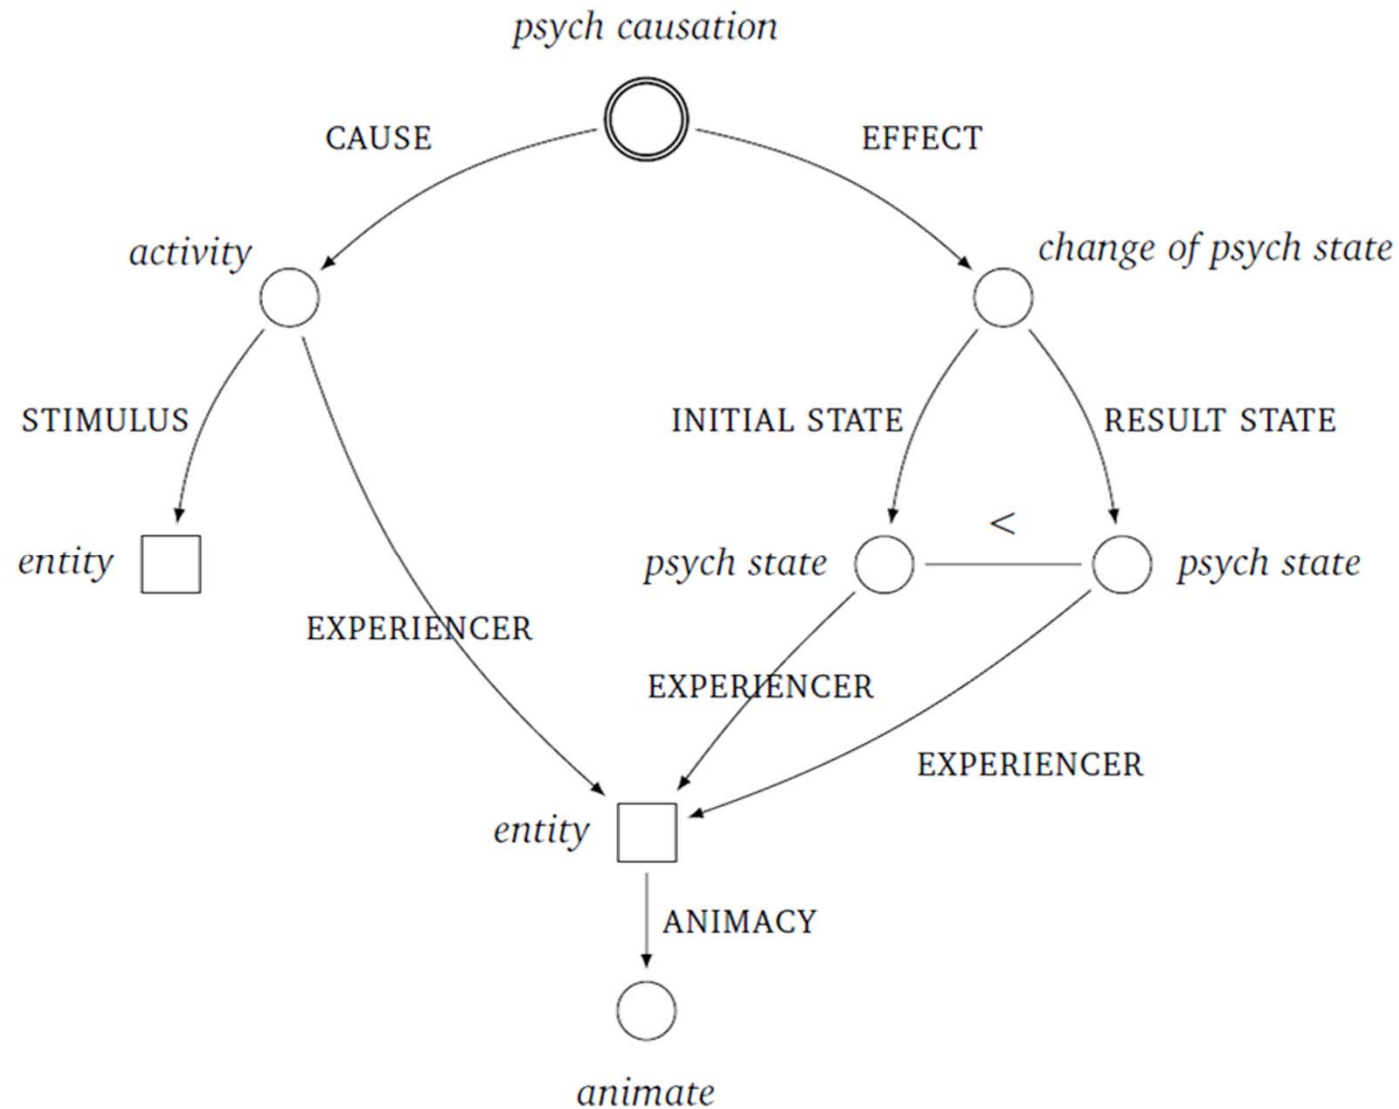 psych causation
CAUSE
EFFECT
activity
change of psych state
STIMULUS
INITIAL STATE
RESULT STATE
<
entity
psych state
psych state
EXPERIENCER
EXPERIENCER
EXPERIENCER
entity
ANIMACY
animate